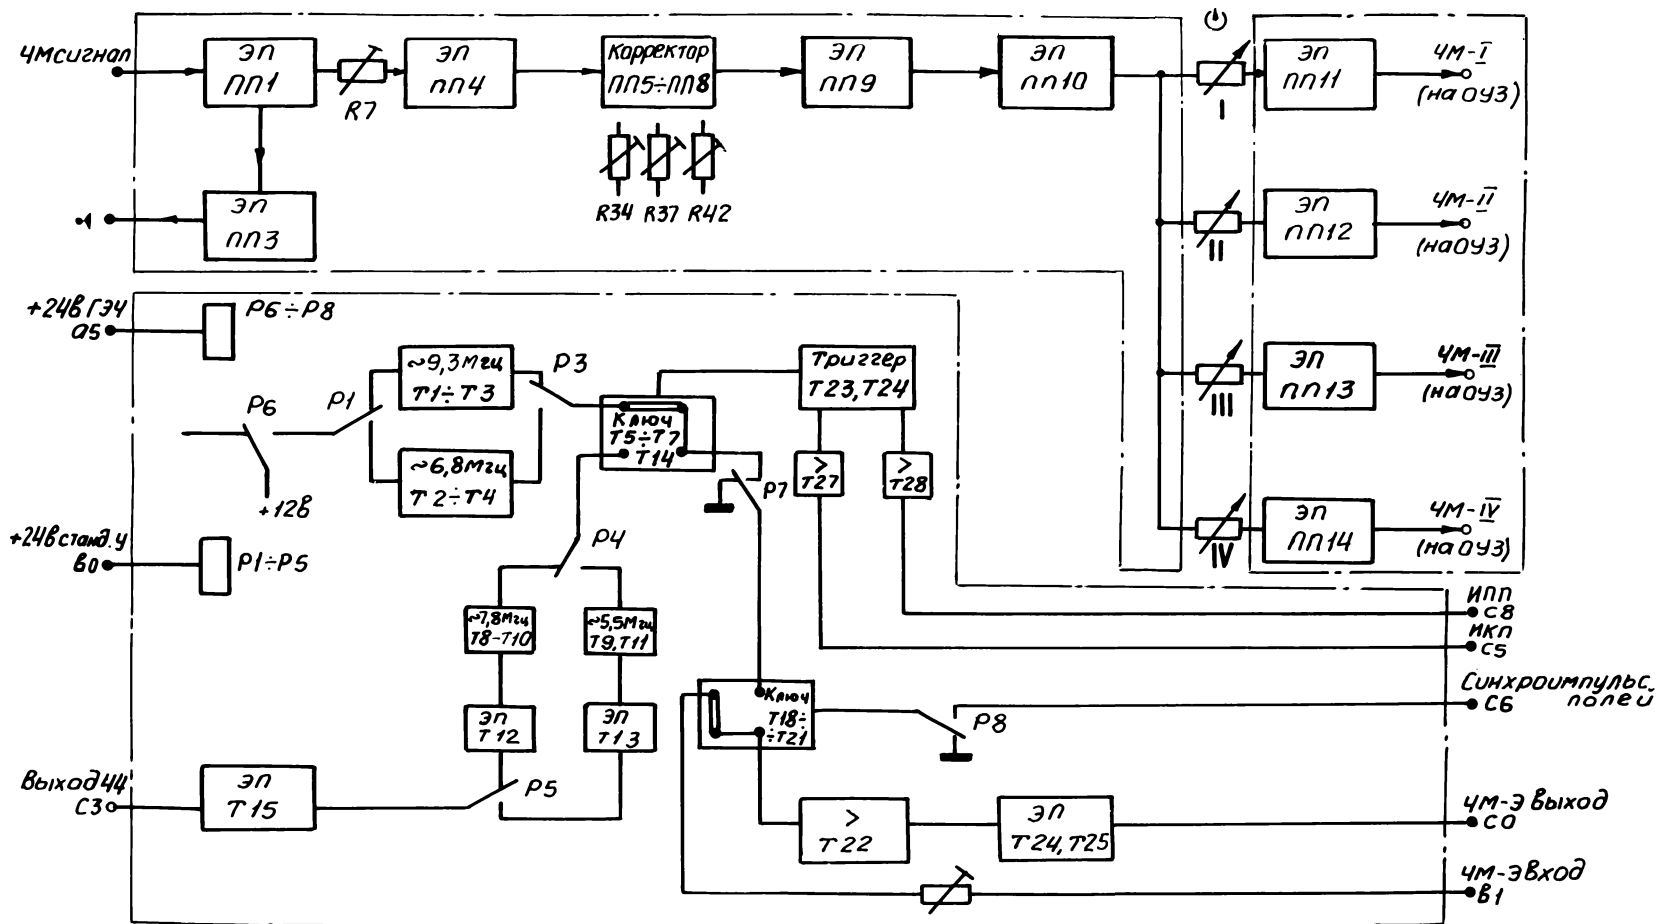 ЧМ сигнал
ЭП
ПП1
R7
ЭП
ПП4
Корректор
ПП5÷ПП8
R34 R37 R42
ЭП
ПП9
ЭП
ПП10
I
ЭП
ПП11
ЧМ-I
(на ОУЗ)
ЭП
ПП3
II
ЭП
ПП12
ЧМ-II
(на ОУЗ)
III
ЭП
ПП13
ЧМ-III
(на ОУЗ)
IV
ЭП
ПП14
ЧМ-IV
(на ОУЗ)
+24в ГЭЧ
а5
Р6÷Р8
Р6
+12в
Р1
~9,3мгц
Т1÷Т3
~6,8мгц
Т2÷Т4
Р3
Ключ
Т5÷Т7
Т14
Триггер
Т23,Т24
>
Т27
>
Т28
Р7
+24в станд.У
в0
Р1÷Р5
Р4
~7,8мгц
Т8-Т10
~5,5мгц
Т9,Т11
ЭП
Т12
ЭП
Т13
Р5
Выход ЧЧ
С3
ЭП
Т15
Ключ
Т18÷
÷Т21
Р8
ИПП
С8
ИКП
С5
Синхроимпульс.
полей
С6
>
Т22
ЭП
Т24,Т25
ЧМ-Э Выход
С0
ЧМ-Э Вход
В1